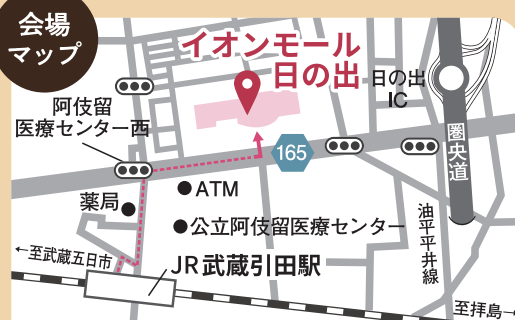 会場
マップ
イオンモール
日の出
日の出
IC
阿伎留
医療センター西
165
圏央道
薬局
ATM
公立阿伎留医療センター
油平平井線
←至武蔵五日市
JR武蔵引田駅
至拝島→